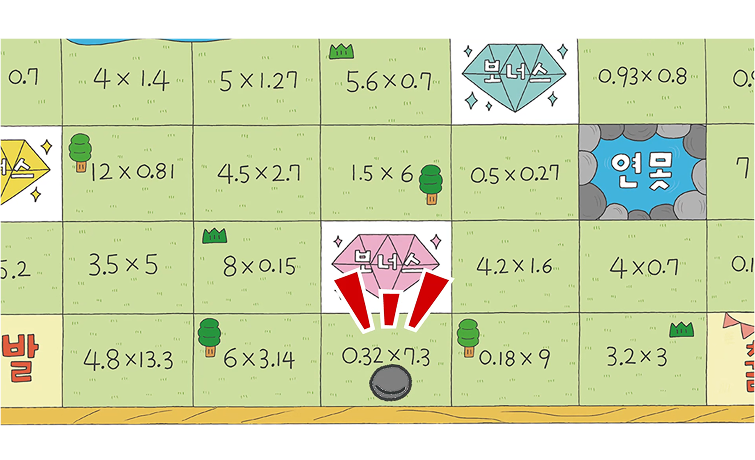 0.7 4×1.4 5×1.27 5.6×0.7 보너스 0.93×0.8
12×0.81 4.5×2.7 1.5×6 0.5×0.27 연못 7
5.2 3.5×5 8×0.15 보너스 4.2×1.6 4×0.7
발 4.8×13.3 6×3.14 0.32×7.3 0.18×9 3.2×3